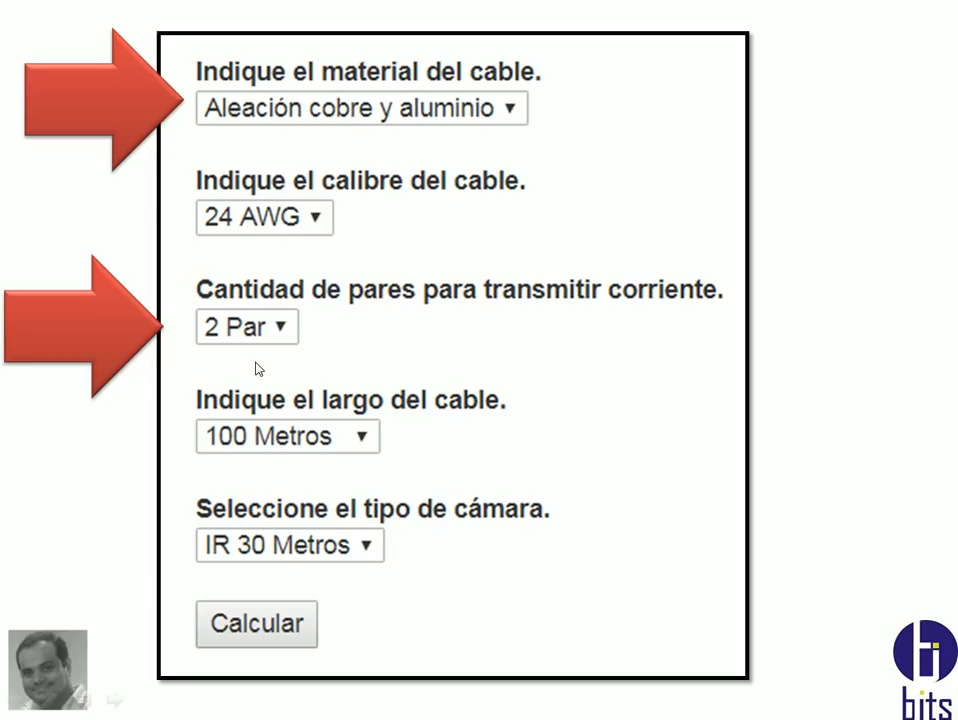 Indique el material del cable.
Aleación cobre y aluminio
Indique el calibre del cable.
24 AWG
Cantidad de pares para transmitir corriente.
2 Par
Indique el largo del cable.
100 Metros
Seleccione el tipo de cámara.
IR 30 Metros
Calcular
bits